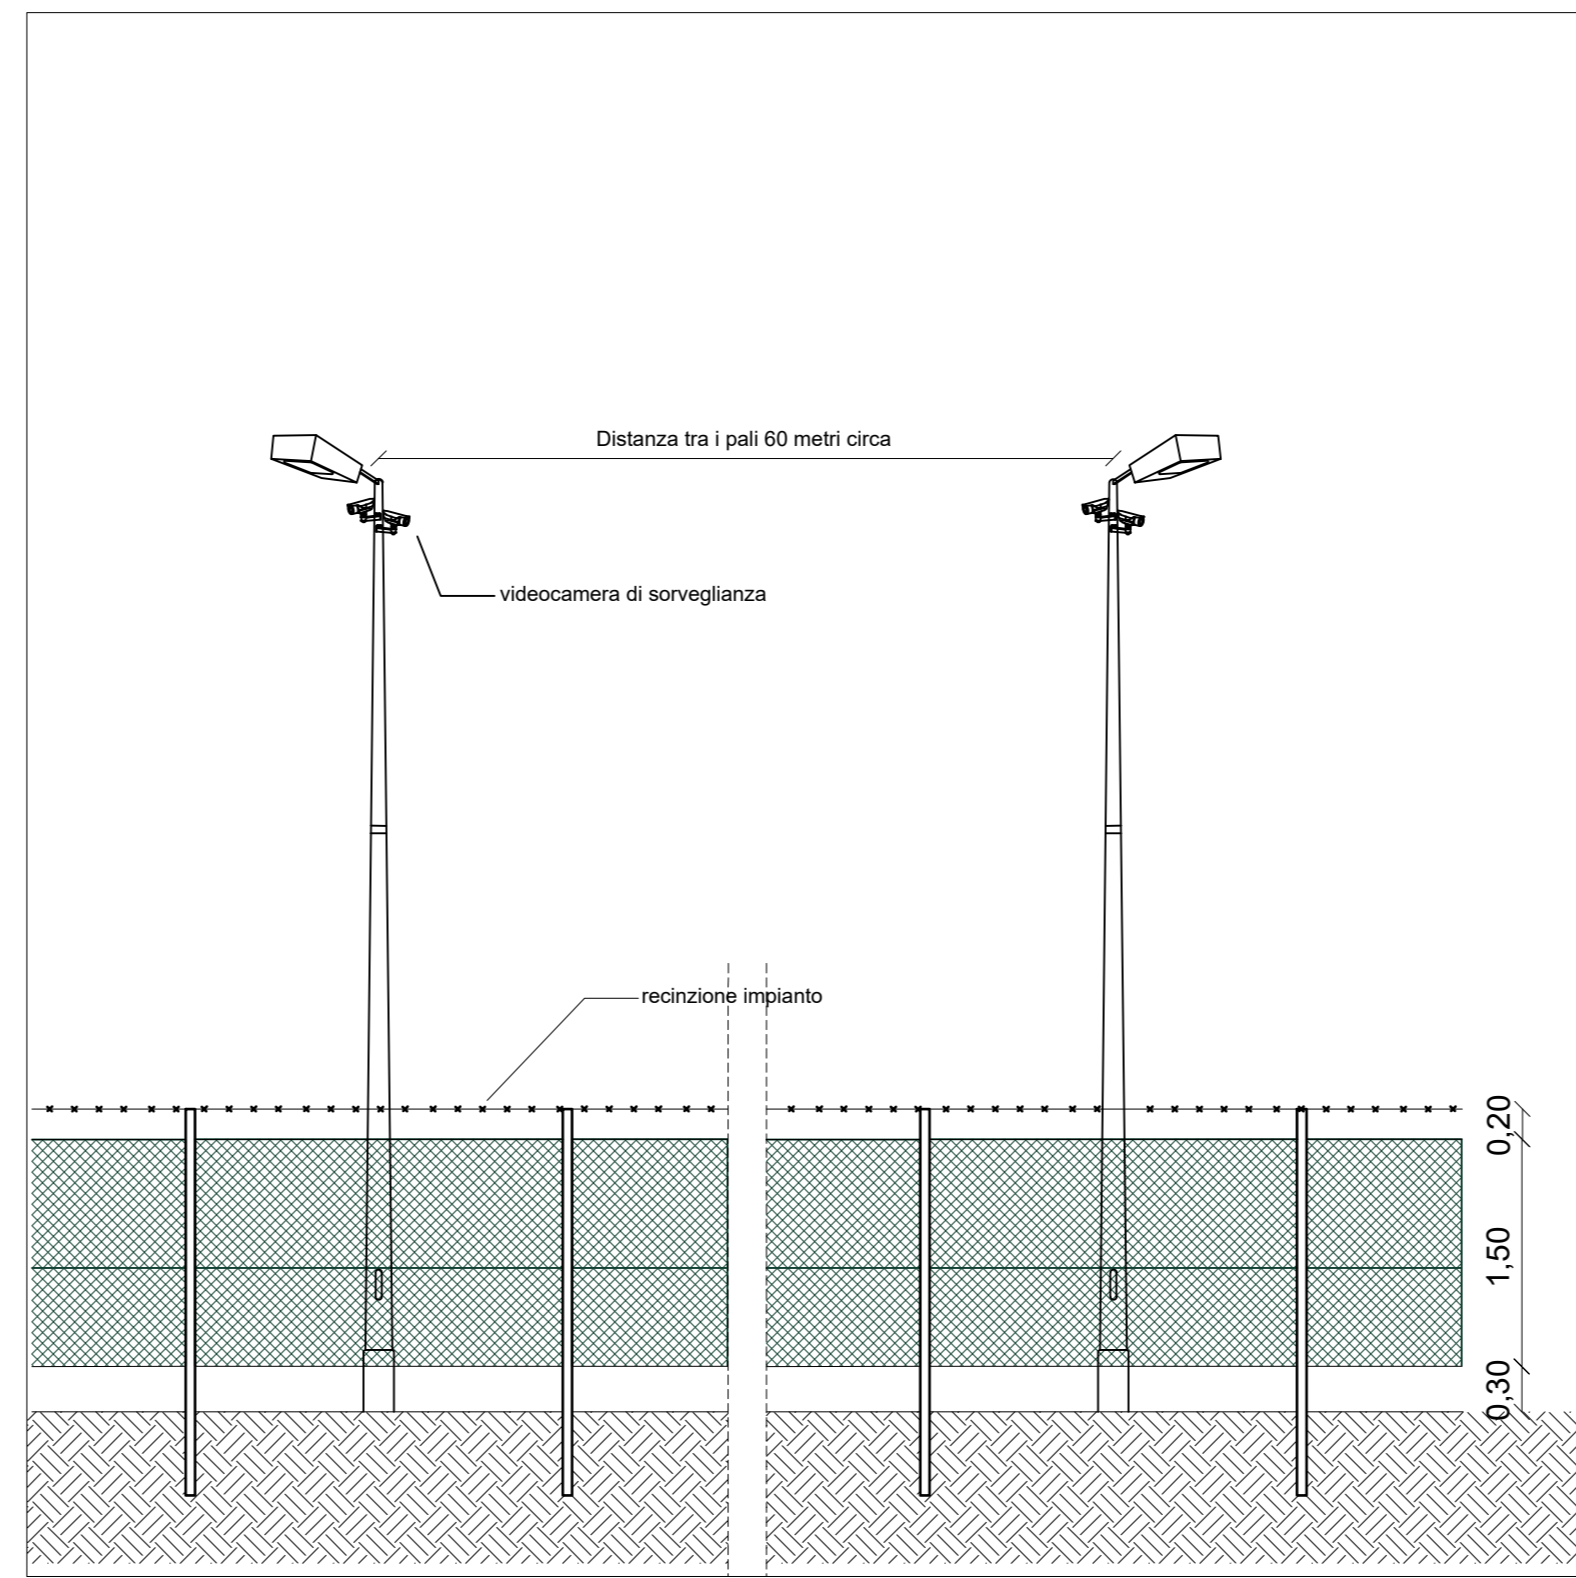 Distanza tra i pali 60 metri circa
videocamera di sorveglianza
recinzione impianto
0,20
1,50
0,30